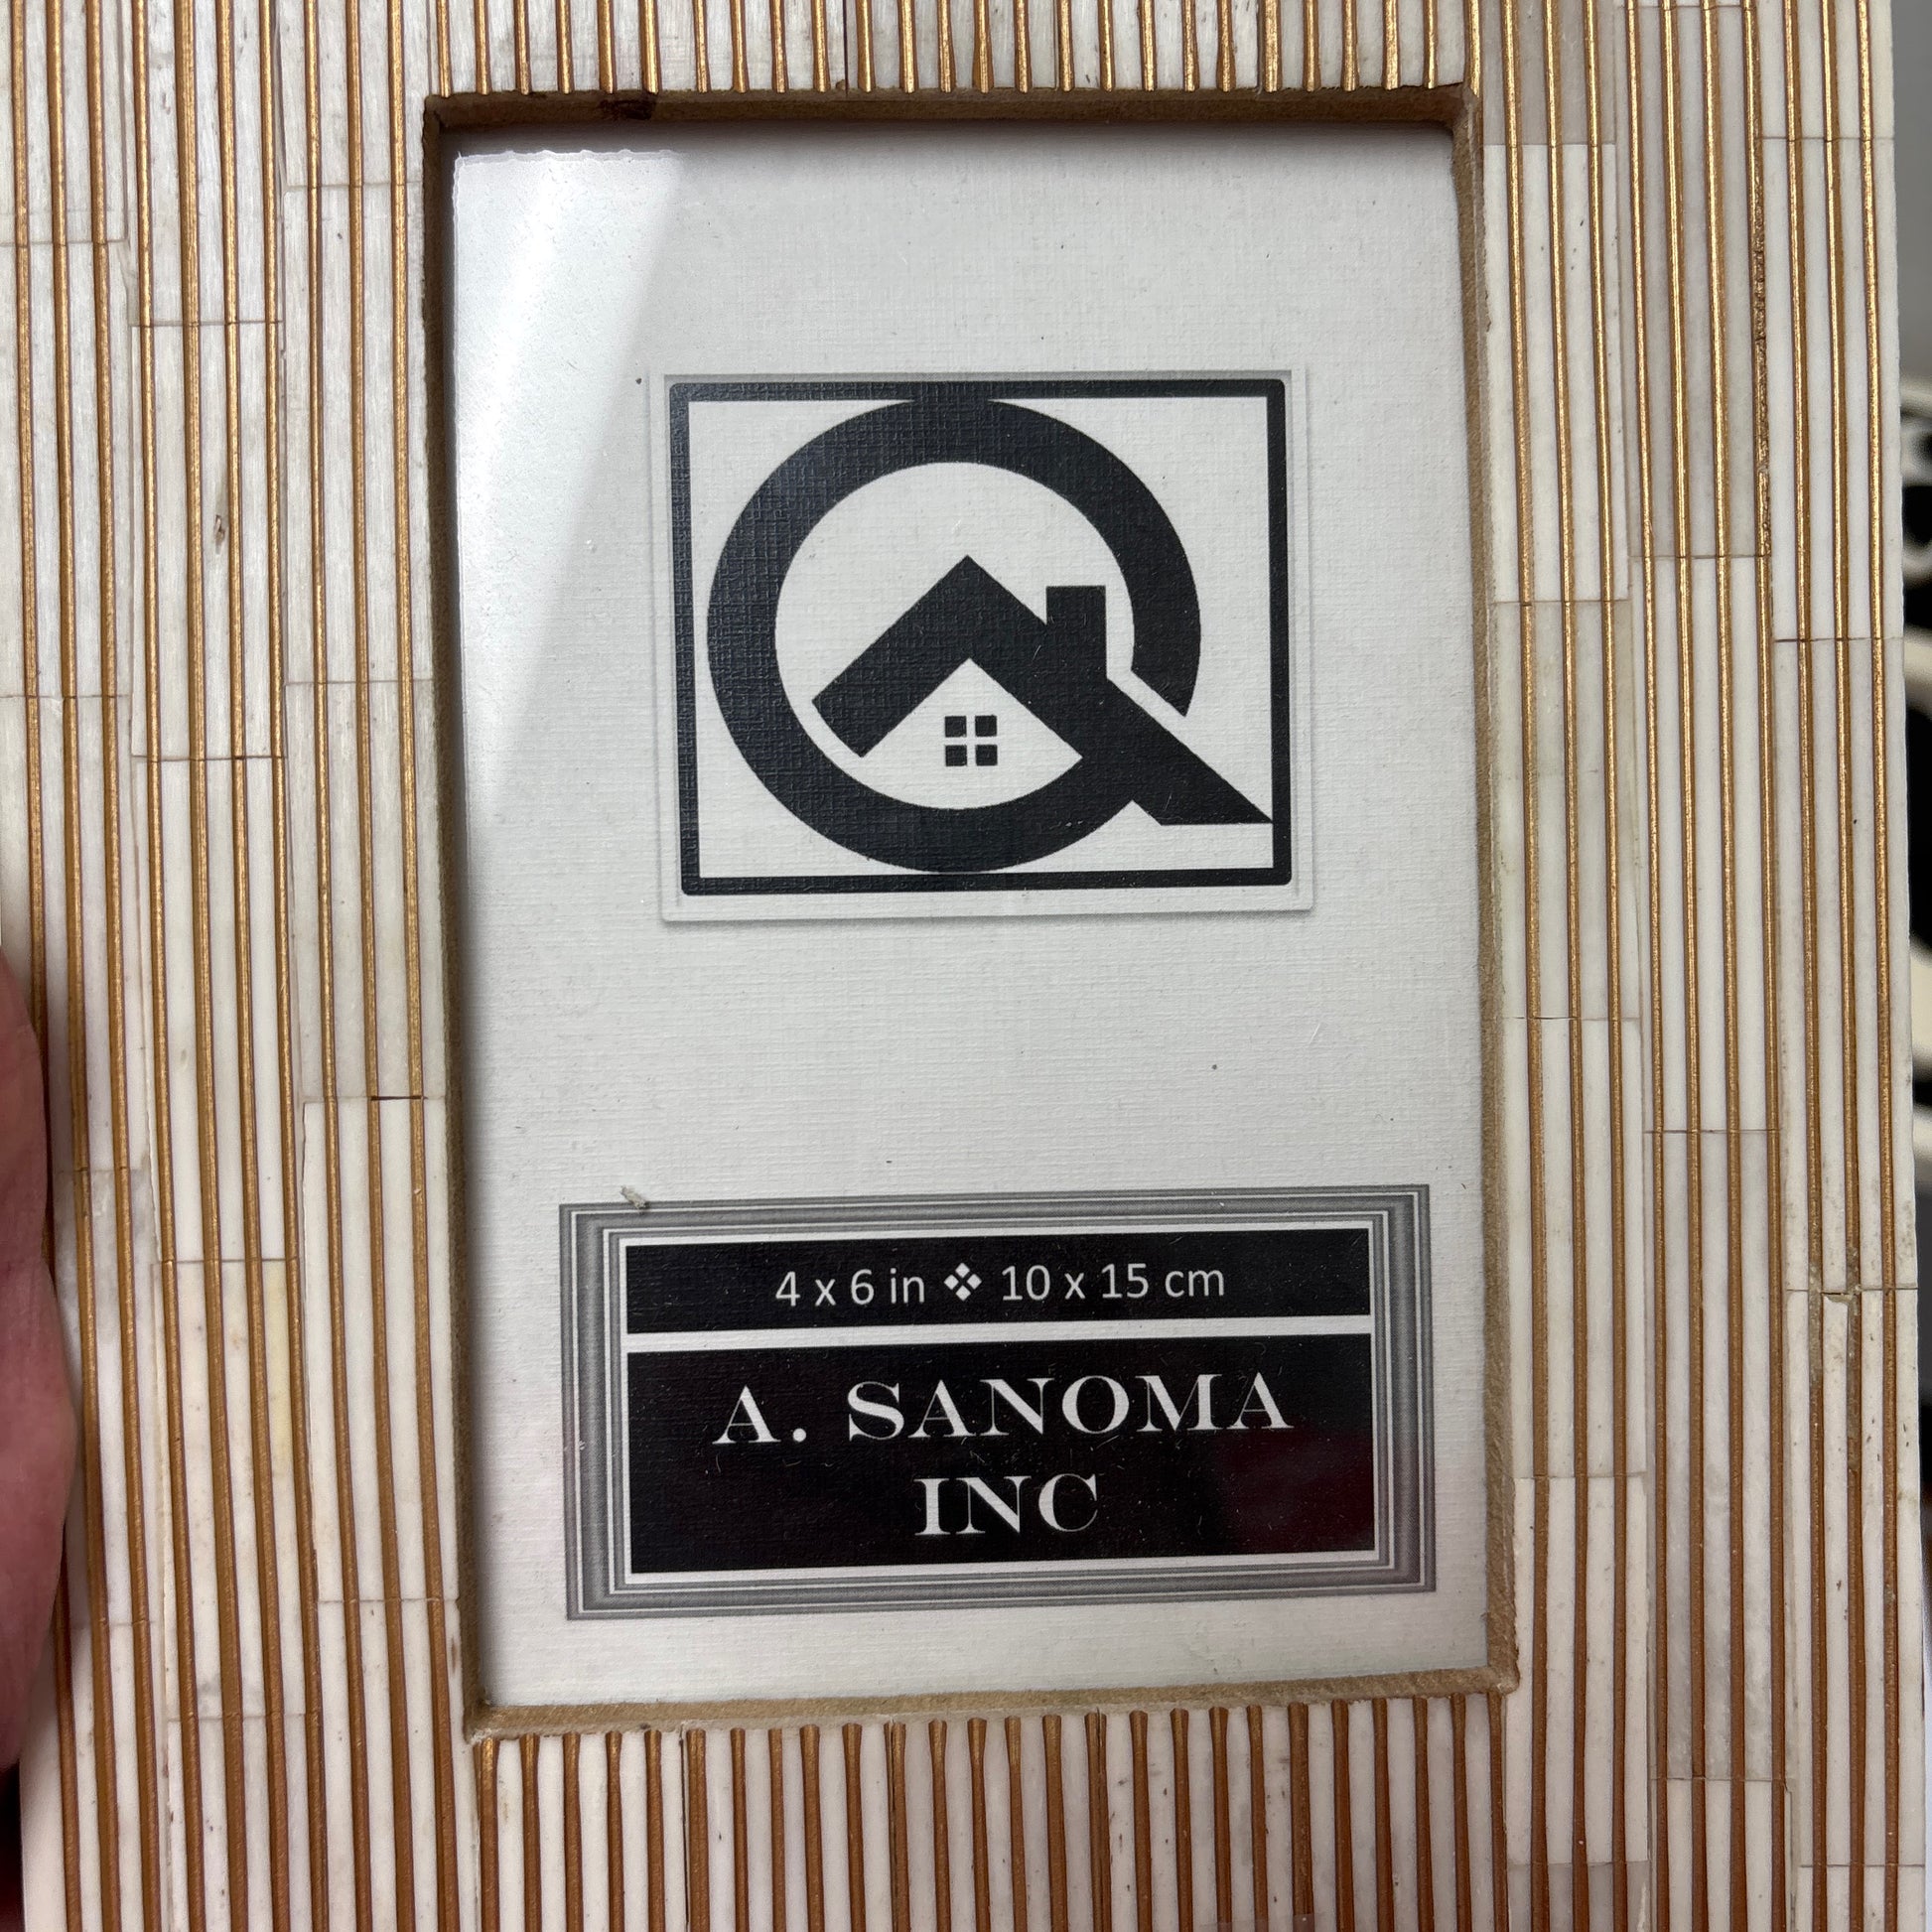 4 x 6 in ❖ 10 x 15 cm
A. SANOMA
INC